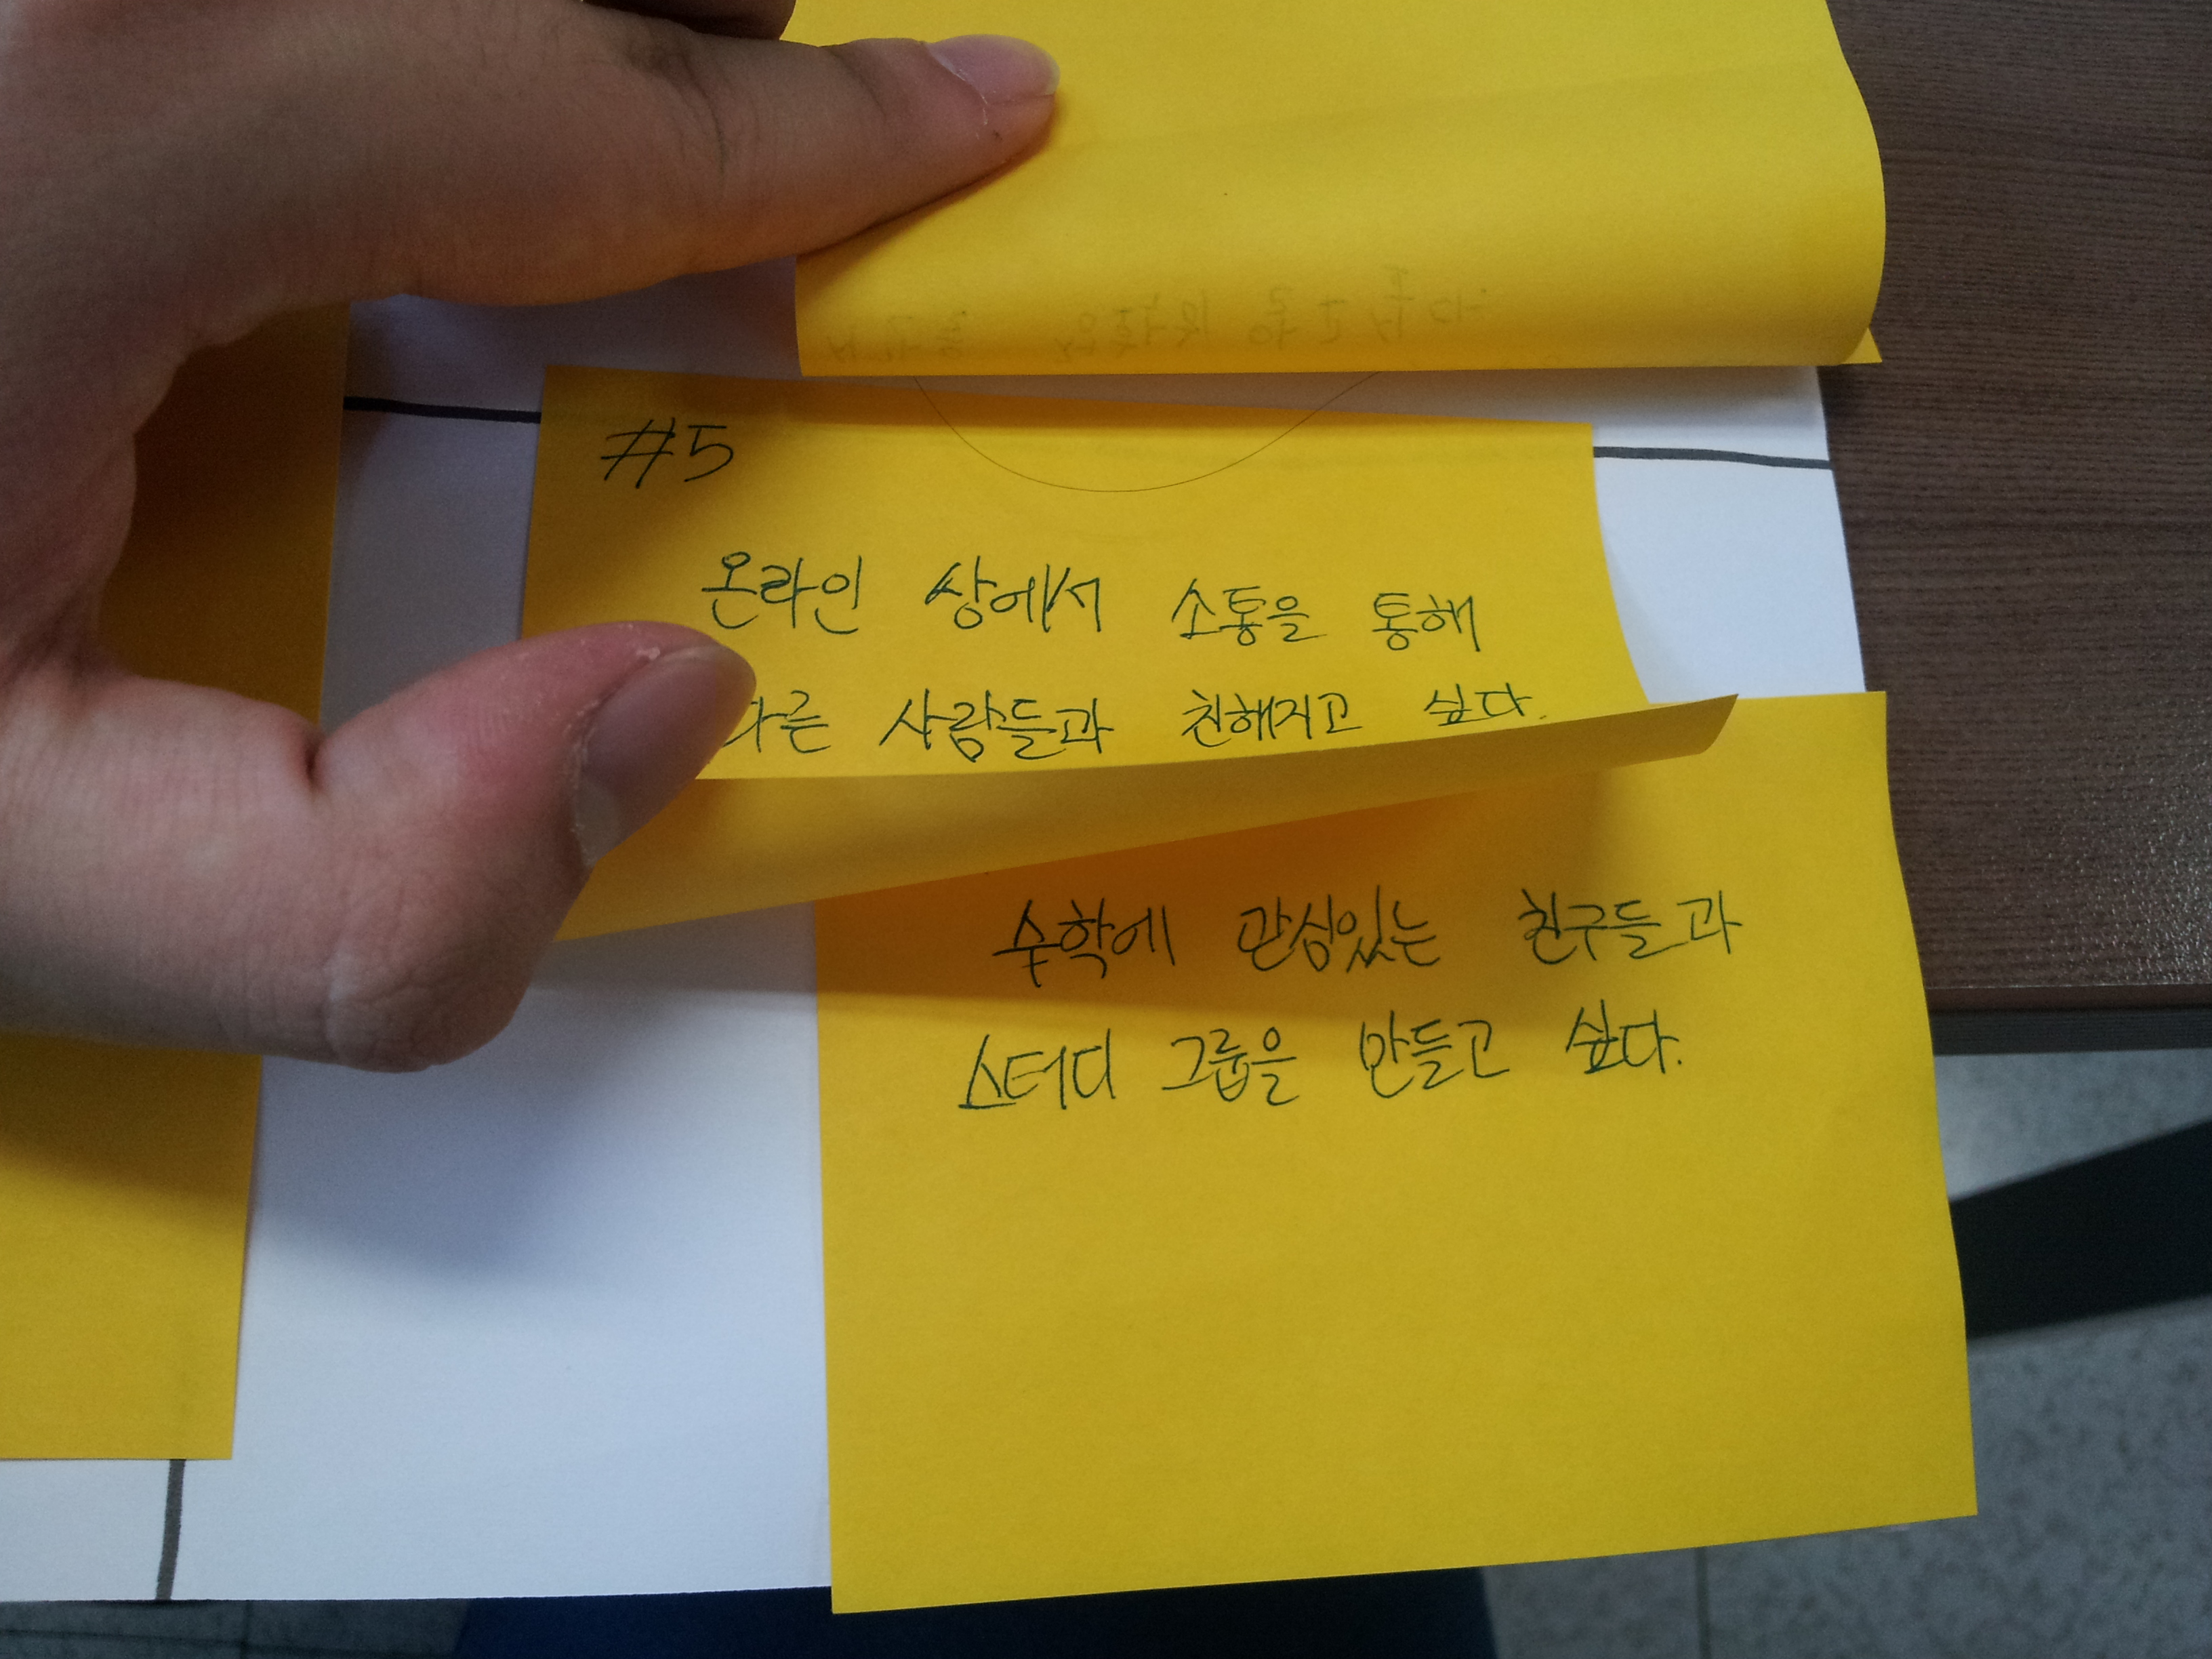 #5
온라인 상에서 소통을 통해
다른 사람들과 친해지고 싶다.
수학에 관심있는 친구들과
스터디 그룹을 만들고 싶다.